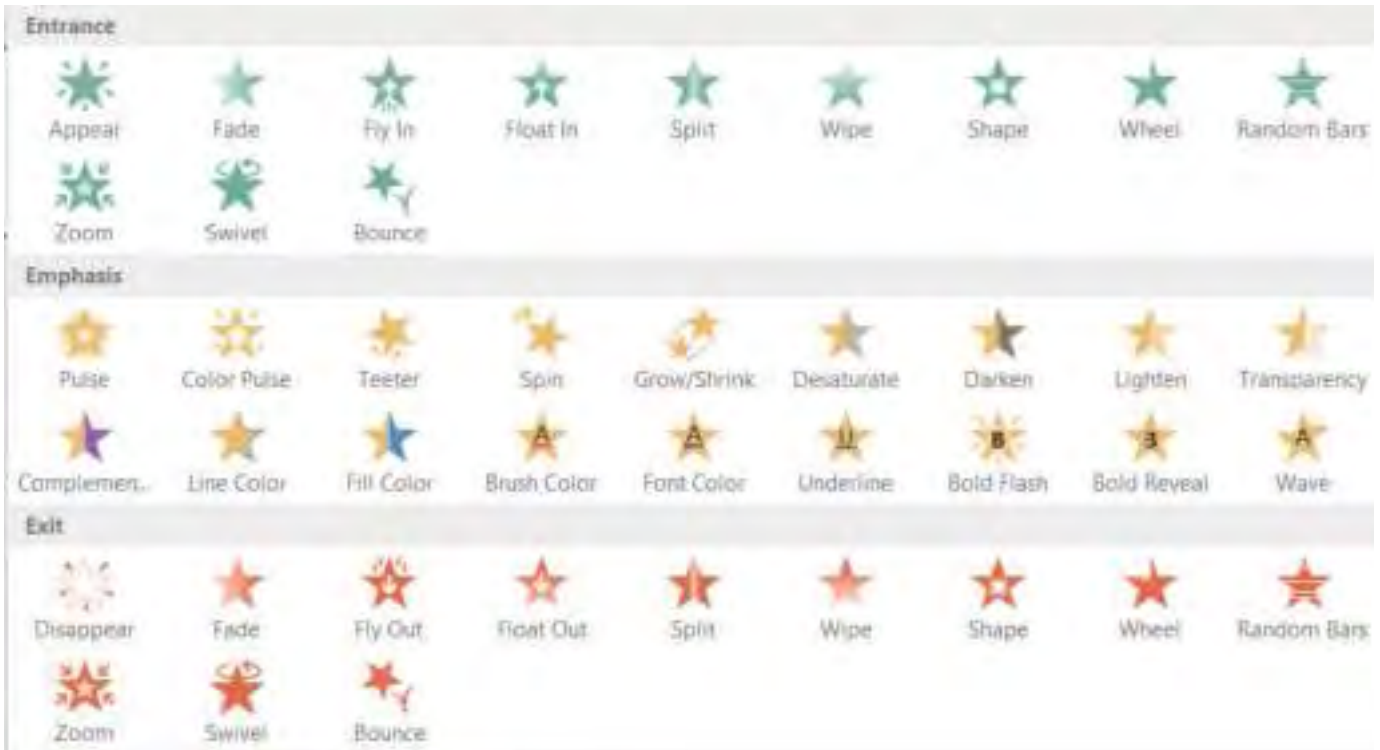 Entrance
Appear Fade Fly In Float In Split Wipe Shape Wheel Random Bars
Zoom Swivel Bounce
Emphasis
Pulse Color Pulse Teeter Spin Grow/Shrink Desaturate Darken Lighten Transparency
Complemen... Line Color Fill Color Brush Color Font Color Underline Bold Flash Bold Reveal Wave
Exit
Disappear Fade Fly Out Float Out Split Wipe Shape Wheel Random Bars
Zoom Swivel Bounce